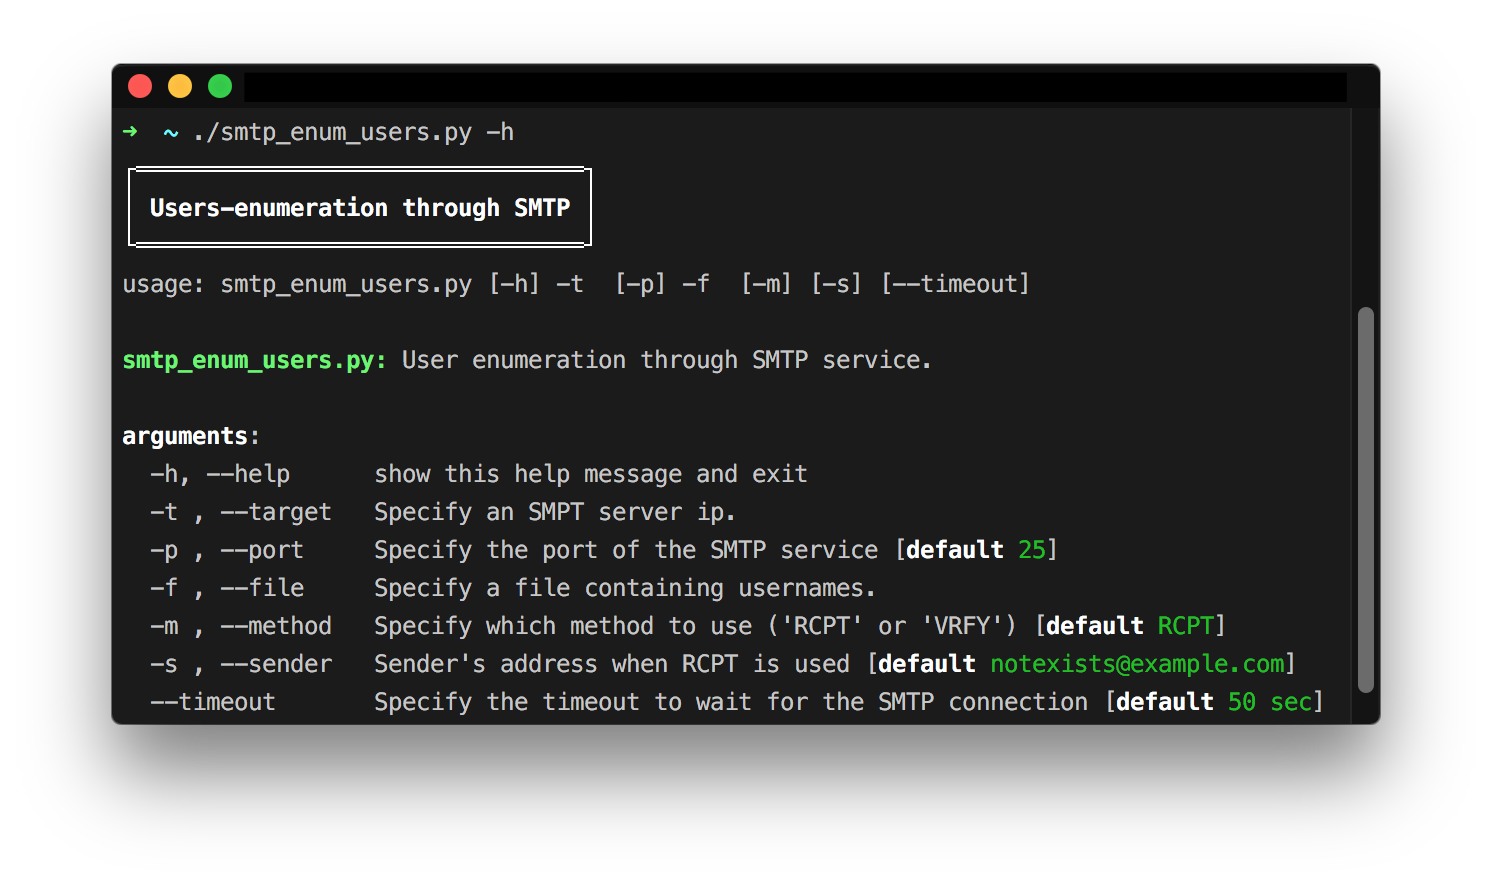 ➜ ~ ./smtp_enum_users.py -h
Users-enumeration through SMTP
usage: smtp_enum_users.py [-h] -t  [-p] -f  [-m] [-s] [--timeout]
smtp_enum_users.py: User enumeration through SMTP service.
arguments:
-h, --help      show this help message and exit
-t , --target   Specify an SMPT server ip.
-p , --port     Specify the port of the SMTP service [default 25]
-f , --file     Specify a file containing usernames.
-m , --method   Specify which method to use ('RCPT' or 'VRFY') [default RCPT]
-s , --sender   Sender's address when RCPT is used [default notexists@example.com]
--timeout       Specify the timeout to wait for the SMTP connection [default 50 sec]